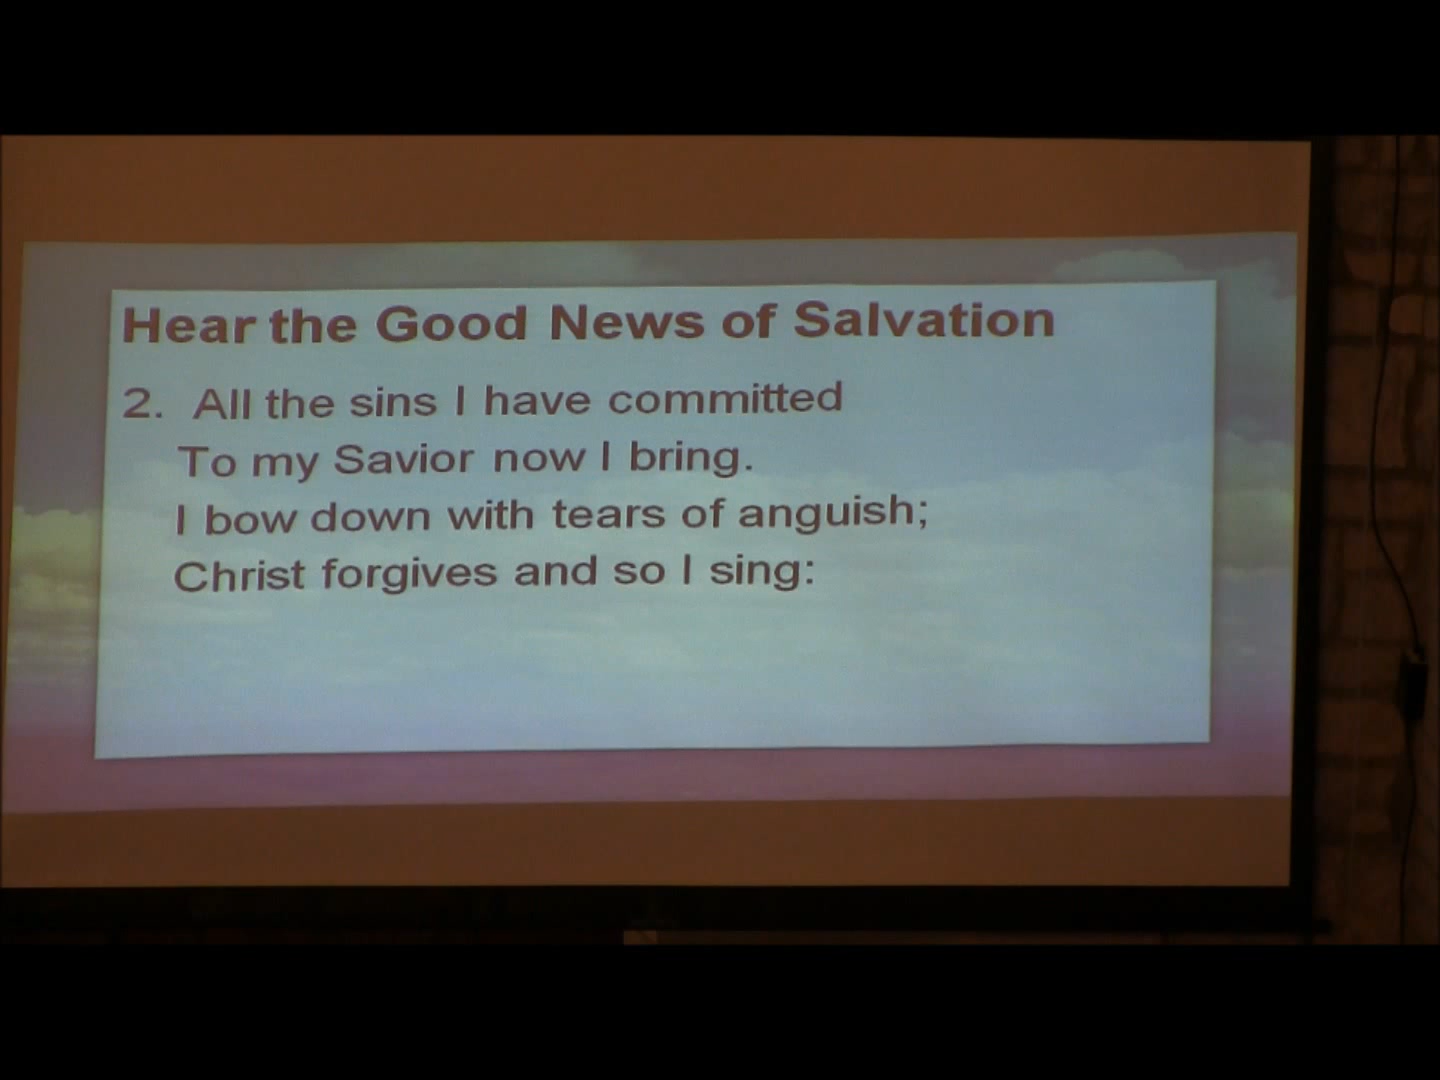 Hear the Good News of Salvation
2. All the sins I have committed
To my Savior now I bring.
I bow down with tears of anguish;
Christ forgives and so I sing: